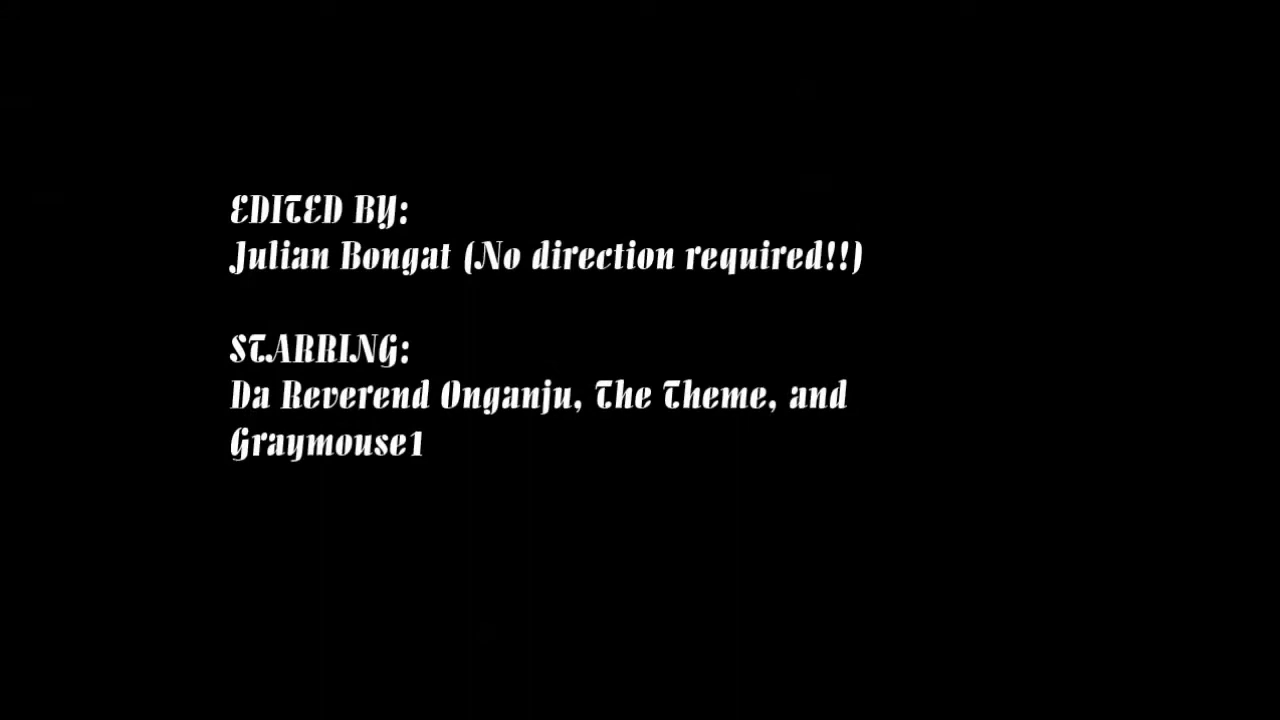 EDITED BY:
Julian Bongat (No direction required!!)
STARRING:
Da Reverend Onganju, The Theme, and
Graymouse1